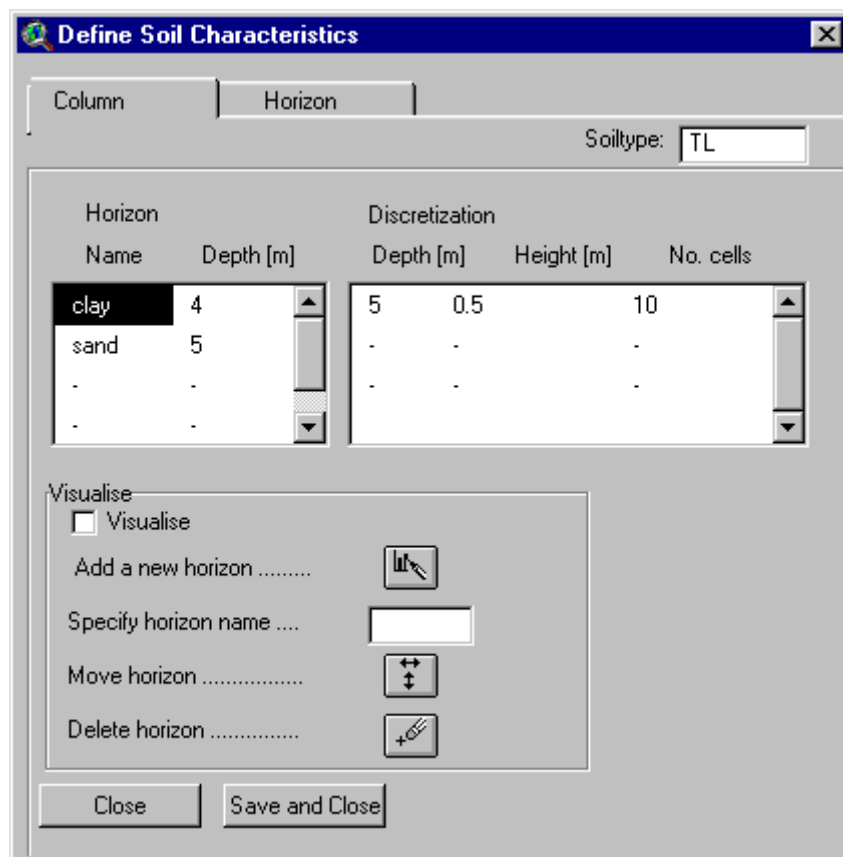 Define Soil Characteristics
Column Horizon
Soiltype: TL
Horizon Discretization
Name Depth [m] Depth [m] Height [m] No. cells
clay 4 5 0.5 10
sand 5 - - -
- - - - -
- -
Visualise
Visualise
Add a new horizon .........
Specify horizon name ....
Move horizon .................
Delete horizon ...............
Close Save and Close